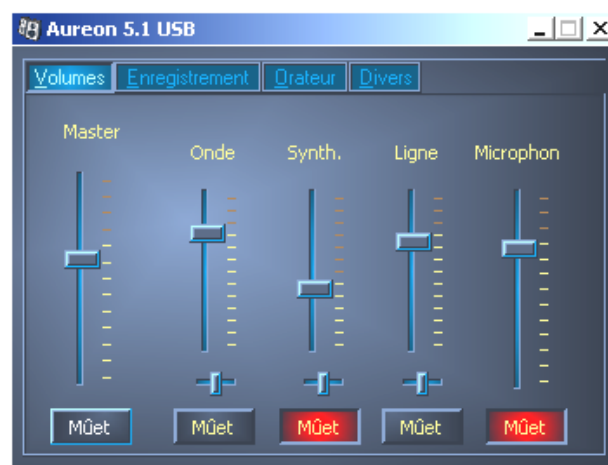 Aureon 5.1 USB
Volumes Enregistrement Orateur Divers
Master
Onde Synth. Ligne Microphon
Mûet Mûet Mûet Mûet Mûet